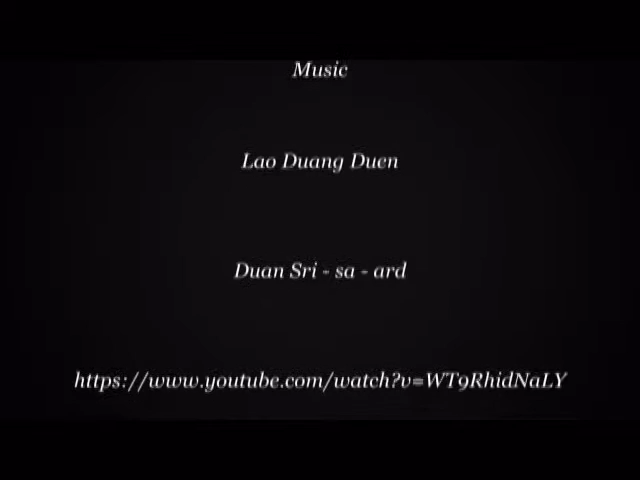 Music
Lao Duang Duen
Duan Sri - sa - ard
https://www.youtube.com/watch?v=WT9RhidNaLY